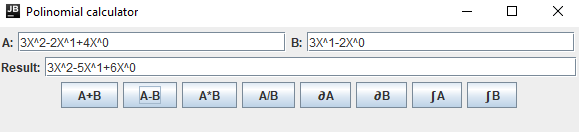 JB Polinomial calculator
A: 3X^2-2X^1+4X^0 B: 3X^1-2X^0
Result: 3X^2-5X^1+6X^0
A+B A-B A*B A/B ∂A ∂B ∫A ∫B